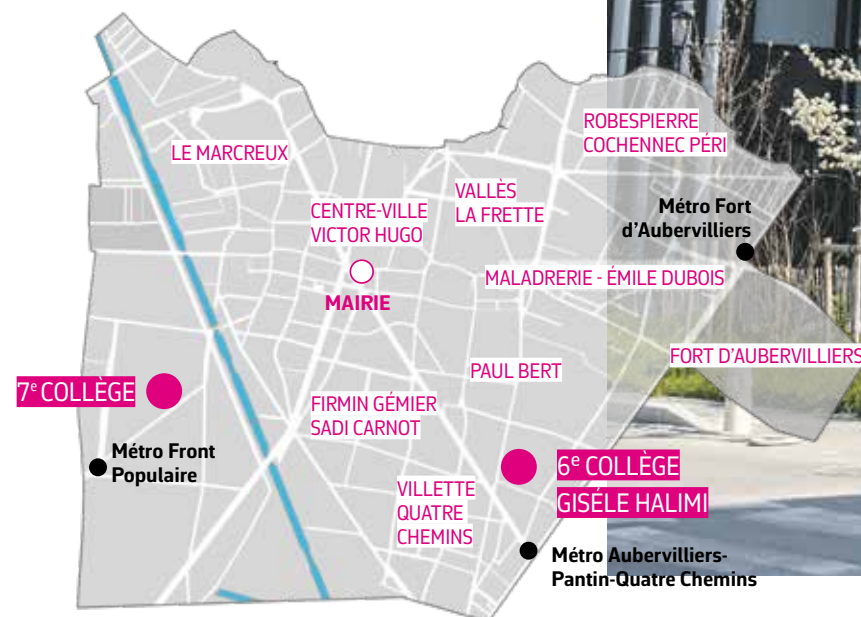 ROBESPIERRE
COCHENNEC PÉRI
LE MARCREUX
VALLÈS
LA FRETTE
CENTRE-VILLE
VICTOR HUGO
Métro Fort
d'Aubervilliers
MAIRIE
MALADRERIE - ÉMILE DUBOIS
FORT D'AUBERVILLIERS
PAUL BERT
7e COLLÈGE
FIRMIN GÉMIER
SADI CARNOT
Métro Front
Populaire
6e COLLÈGE
GISÉLE HALIMI
VILLETTE
QUATRE
CHEMINS
Métro Aubervilliers-
Pantin-Quatre Chemins